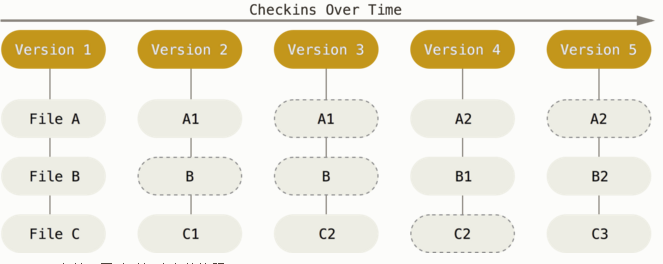 Checkins Over Time
Version 1 Version 2 Version 3 Version 4 Version 5
File A A1 A1 A2 A2
File B B B B1 B2
File C C1 C2 C2 C3